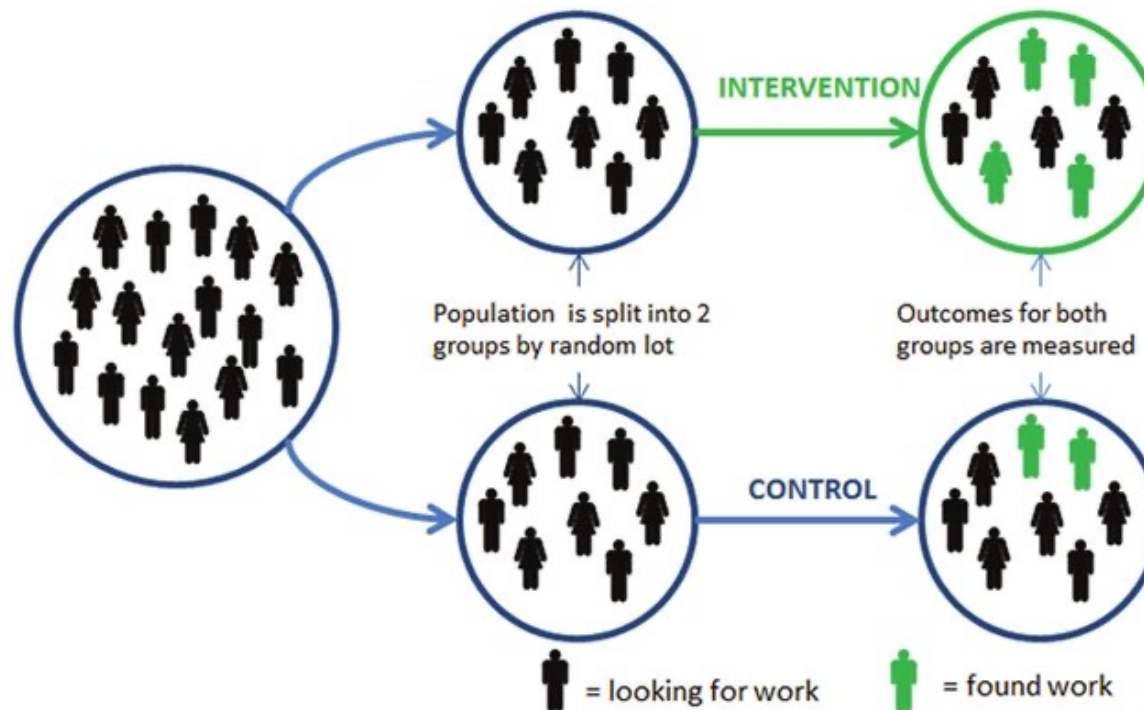 INTERVENTION
Population is split into 2
groups by random lot
Outcomes for both
groups are measured
CONTROL
= looking for work
= found work